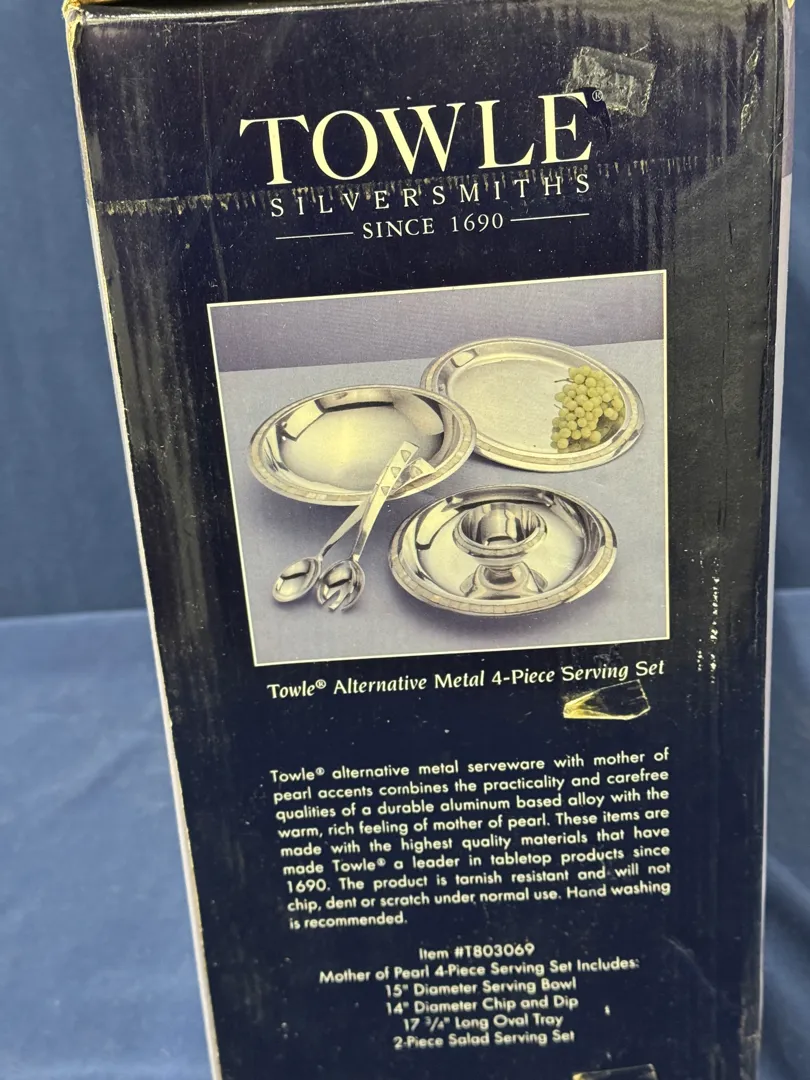 TOWLE®
SILVERSMITHS
SINCE 1690
Towle® Alternative Metal 4-Piece Serving Set
Towle® alternative metal serveware with mother of
pearl accents combines the practicality and carefree
qualities of a durable aluminum based alloy with the
warm, rich feeling of mother of pearl. These items are
made with the highest quality materials that have
made Towle® a leader in tabletop products since
1690. The product is tarnish resistant and will not
chip, dent or scratch under normal use. Hand washing
is recommended.
Item #T803069
Mother of Pearl 4-Piece Serving Set Includes:
15" Diameter Serving Bowl
14" Diameter Chip and Dip
17 3/4" Long Oval Tray
2-Piece Salad Serving Set